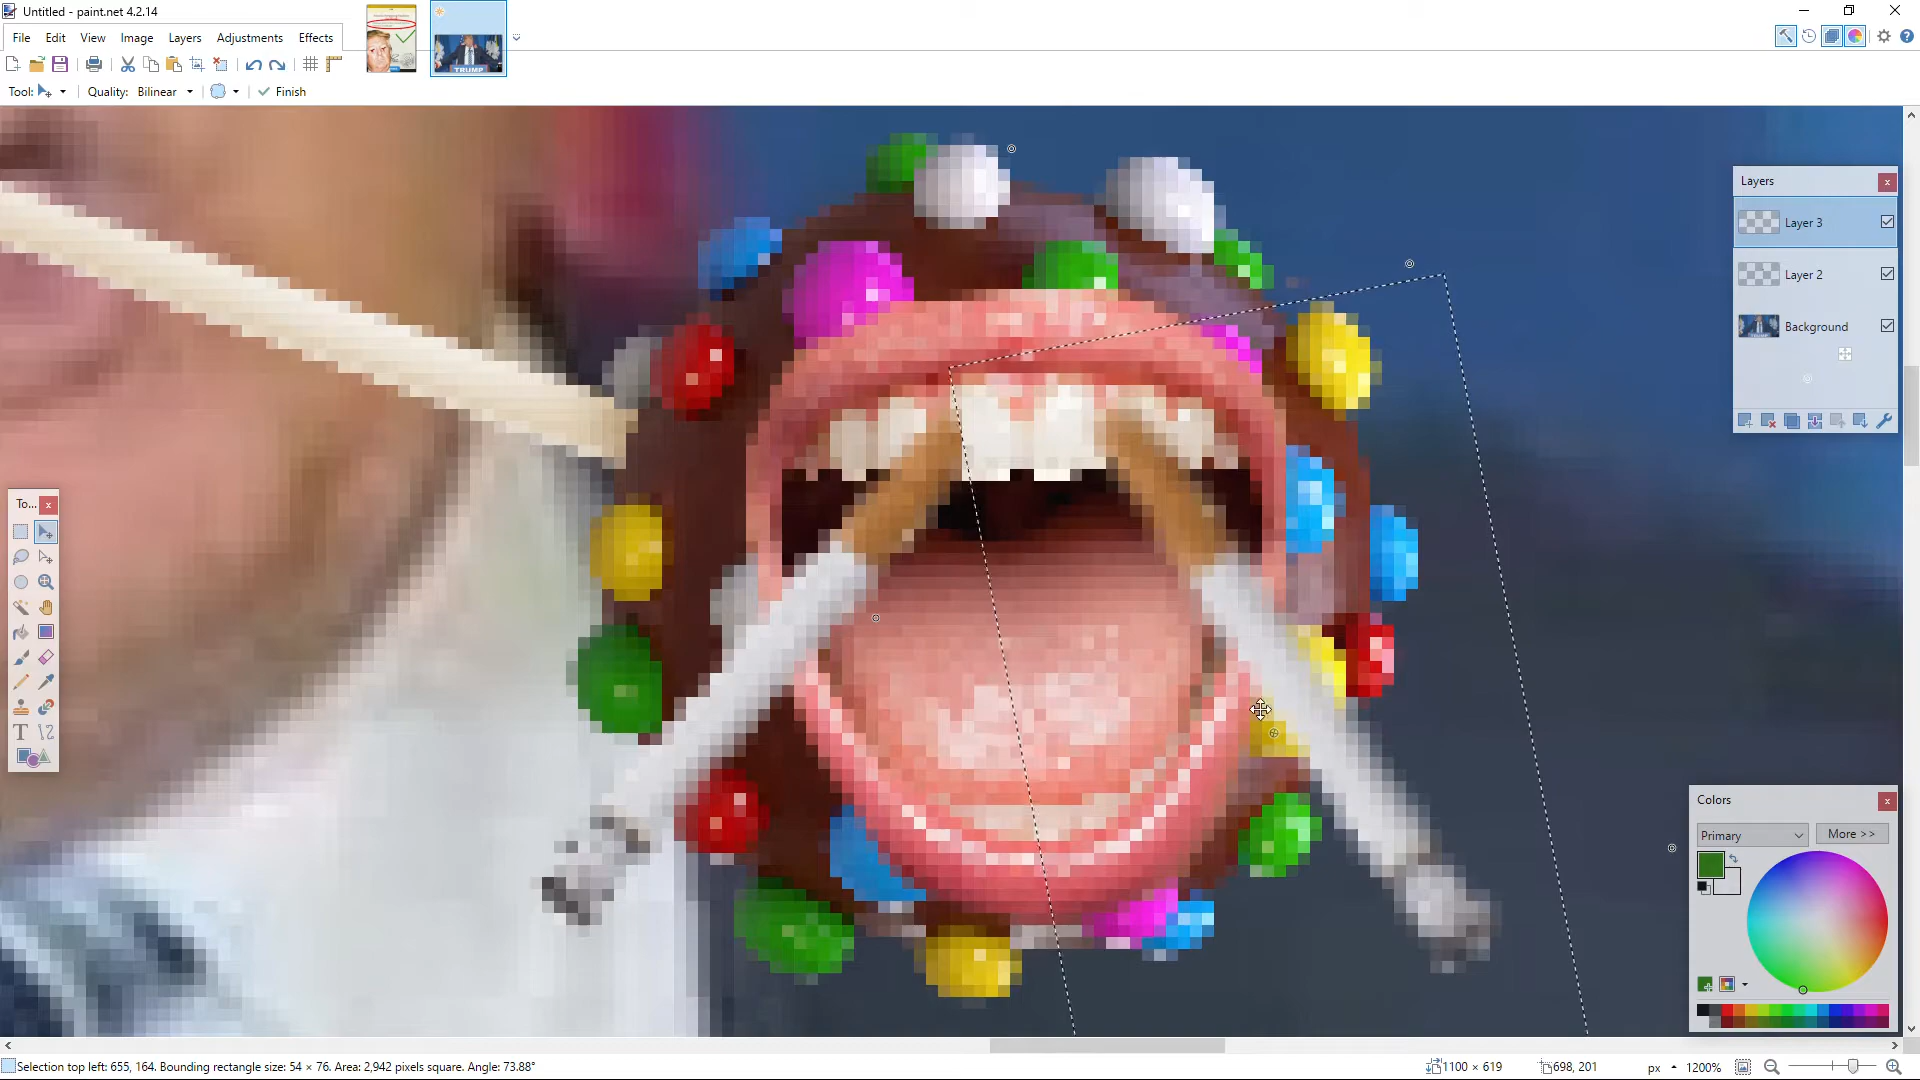 Untitled - paint.net 4.2.14
File Edit View Image Layers Adjustments Effects
TRUMP
Tool: Quality: Bilinear Finish
Layers
Layer 3
Layer 2
Background
To...
Colors
Primary
More >>
Selection top left: 655, 164. Bounding rectangle size: 54 × 76. Area: 2,942 pixels square. Angle: 73.88° 1100 × 619 698, 201 px 1200%